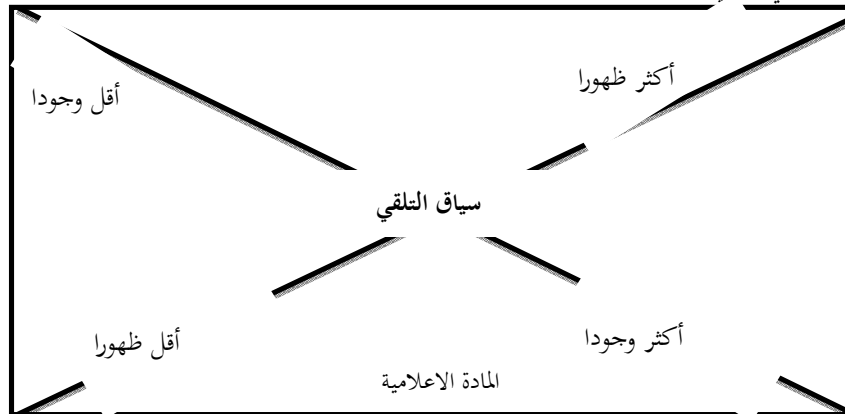 أكثر ظهورا
أقل وجودا
سياق التلقي
أكثر وجودا
أقل ظهورا
المادة الاعلامية